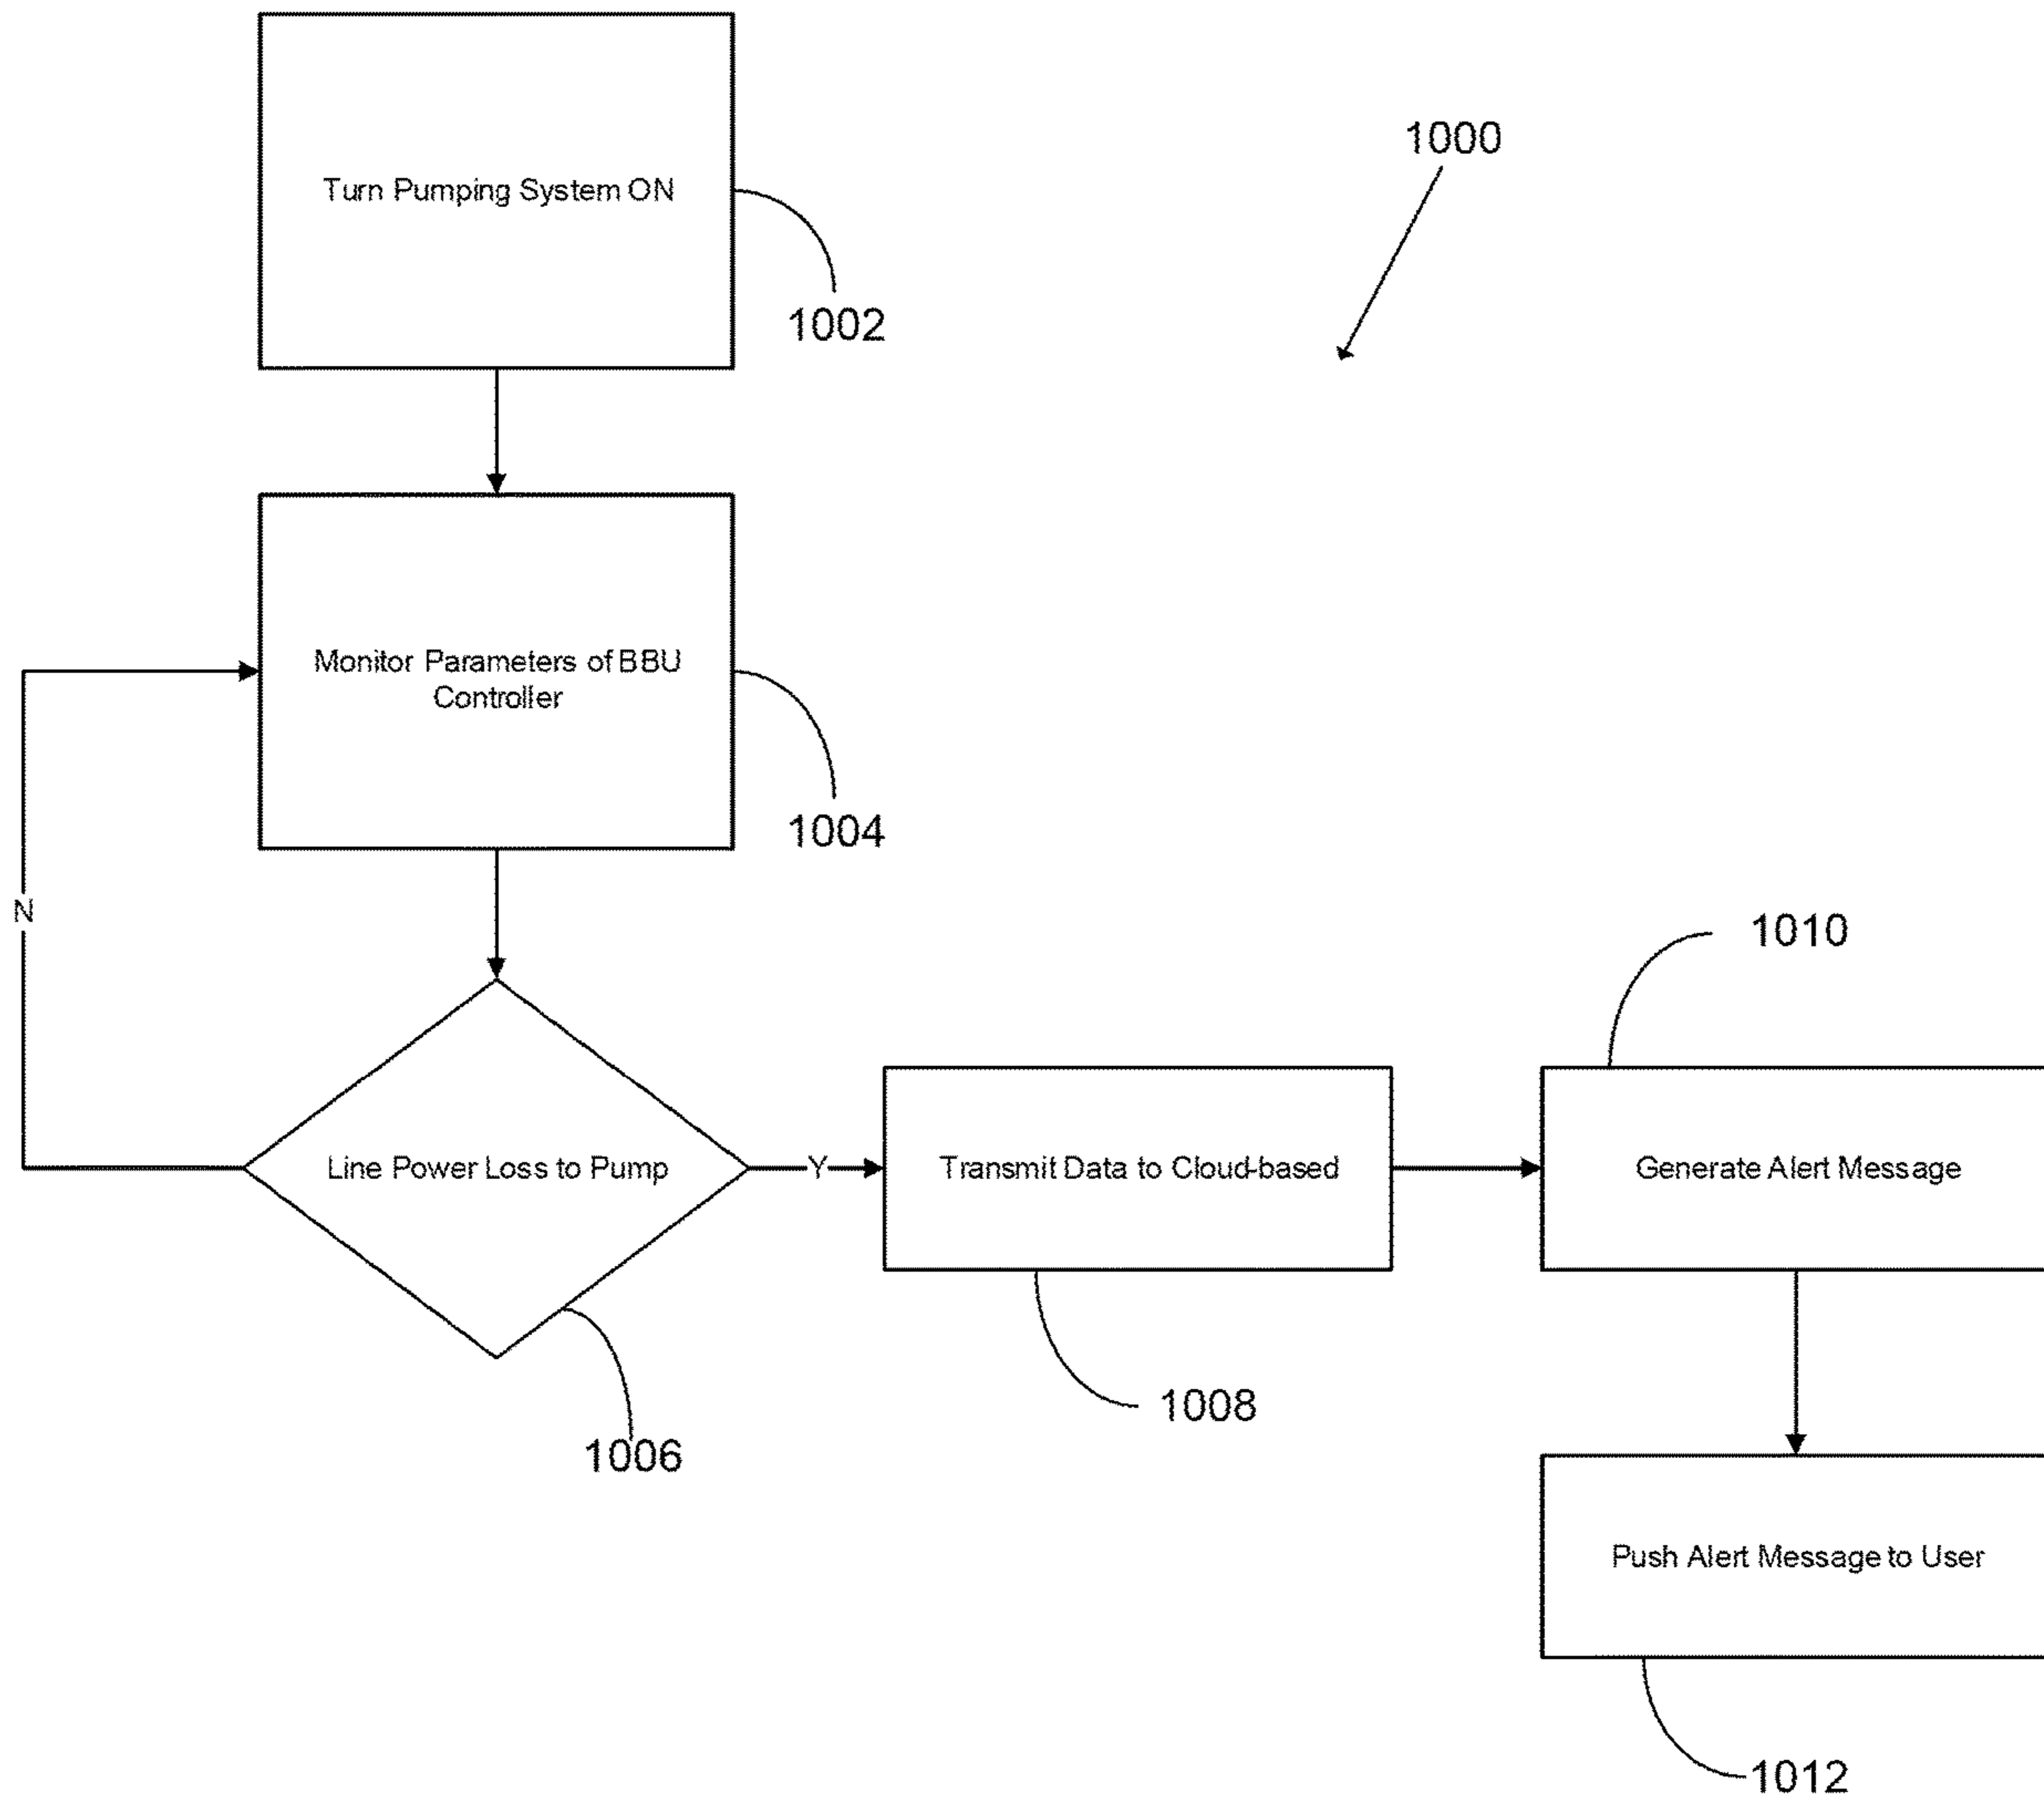 Turn Pumping System ON
1000
1002
Monitor Parameters of BBU
Controller
1004
N
1010
Line Power Loss to Pump
Y
Transmit Data to Cloud-based
Generate Alert Message
1008
1006
Push Alert Message to User
1012